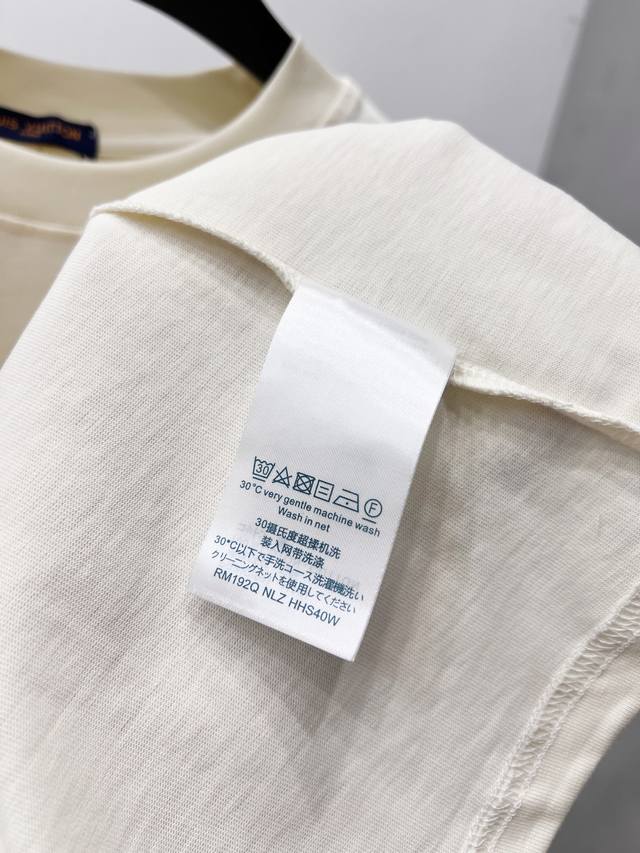 30
F
30°C very gentle machine wash
Wash in net
30摄氏度超揉机洗
装入网带洗涤
30°C以下で手洗コース洗濯機洗い
クリーニングネットを使用してください
RM192Q NLZ HHS40W